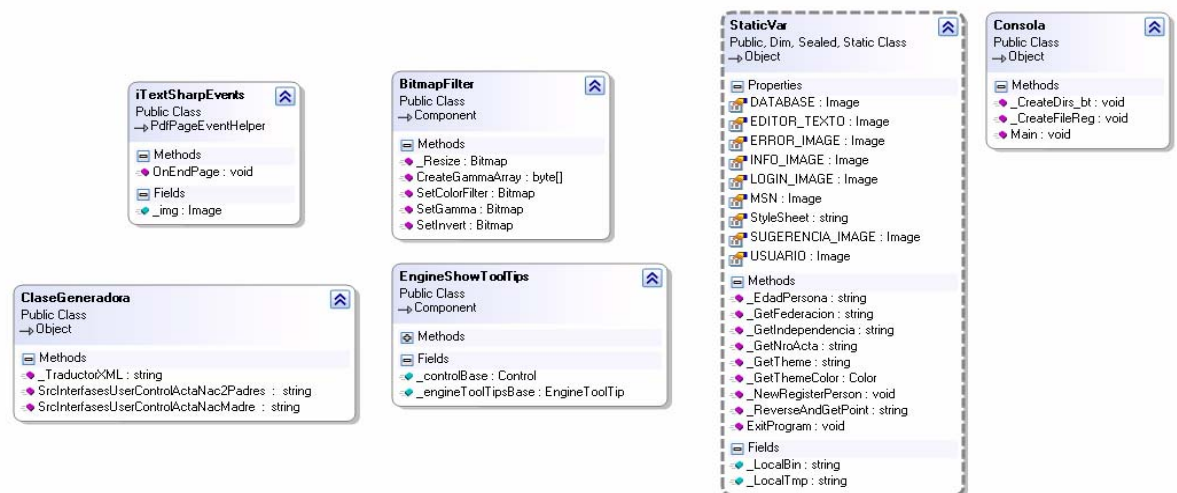 iTextSharpEvents
Public Class
PdfPageEventHelper
Methods
OnEndPage : void
Fields
_img : Image
BitmapFilter
Public Class
Component
Methods
_Resize : Bitmap
CreateGammaArray : byte[]
SetColorFilter : Bitmap
SetGamma : Bitmap
SetInvert : Bitmap
ClaseGeneradora
Public Class
Object
Methods
_TraductorXML : string
SrcInterfasesUserControlActaNac2Padres : string
SrcInterfasesUserControlActaNacMadre : string
EngineShowToolTips
Public Class
Component
Methods
Fields
_controlBase : Control
_engineToolTipsBase : EngineToolTip
StaticVar
Public, Dim, Sealed, Static Class
Object
Properties
DATABASE : Image
EDITOR_TEXTO : Image
ERROR_IMAGE : Image
INFO_IMAGE : Image
LOGIN_IMAGE : Image
MSN : Image
StyleSheet : string
SUGERENCIA_IMAGE : Image
USUARIO : Image
Methods
_EdadPersona : string
_GetFederacion : string
_GetIndependencia : string
_GetNroActa : string
_GetTheme : string
_GetThemeColor : Color
_NewRegisterPerson : void
_ReverseAndGetPoint : string
ExitProgram : void
Fields
_LocalBin : string
_LocalTmp : string
Consola
Public Class
Object
Methods
_CreateDirs_bt : void
_CreateFileReg : void
Main : void